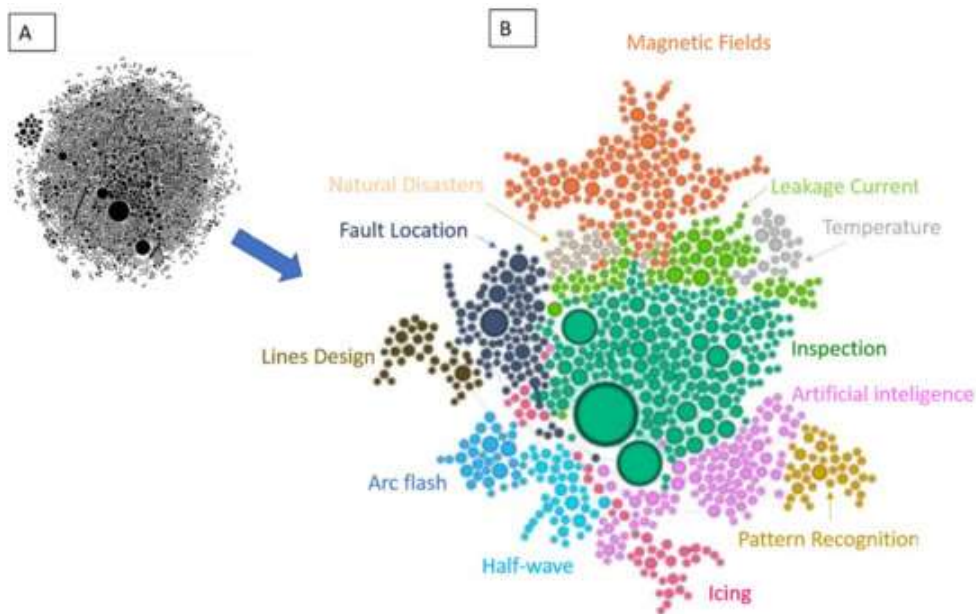 A
B
Magnetic Fields
Natural Disasters
Leakage Current
Fault Location
Temperature
Lines Design
Inspection
Artificial inteligence
Arc flash
Pattern Recognition
Half-wave
Icing